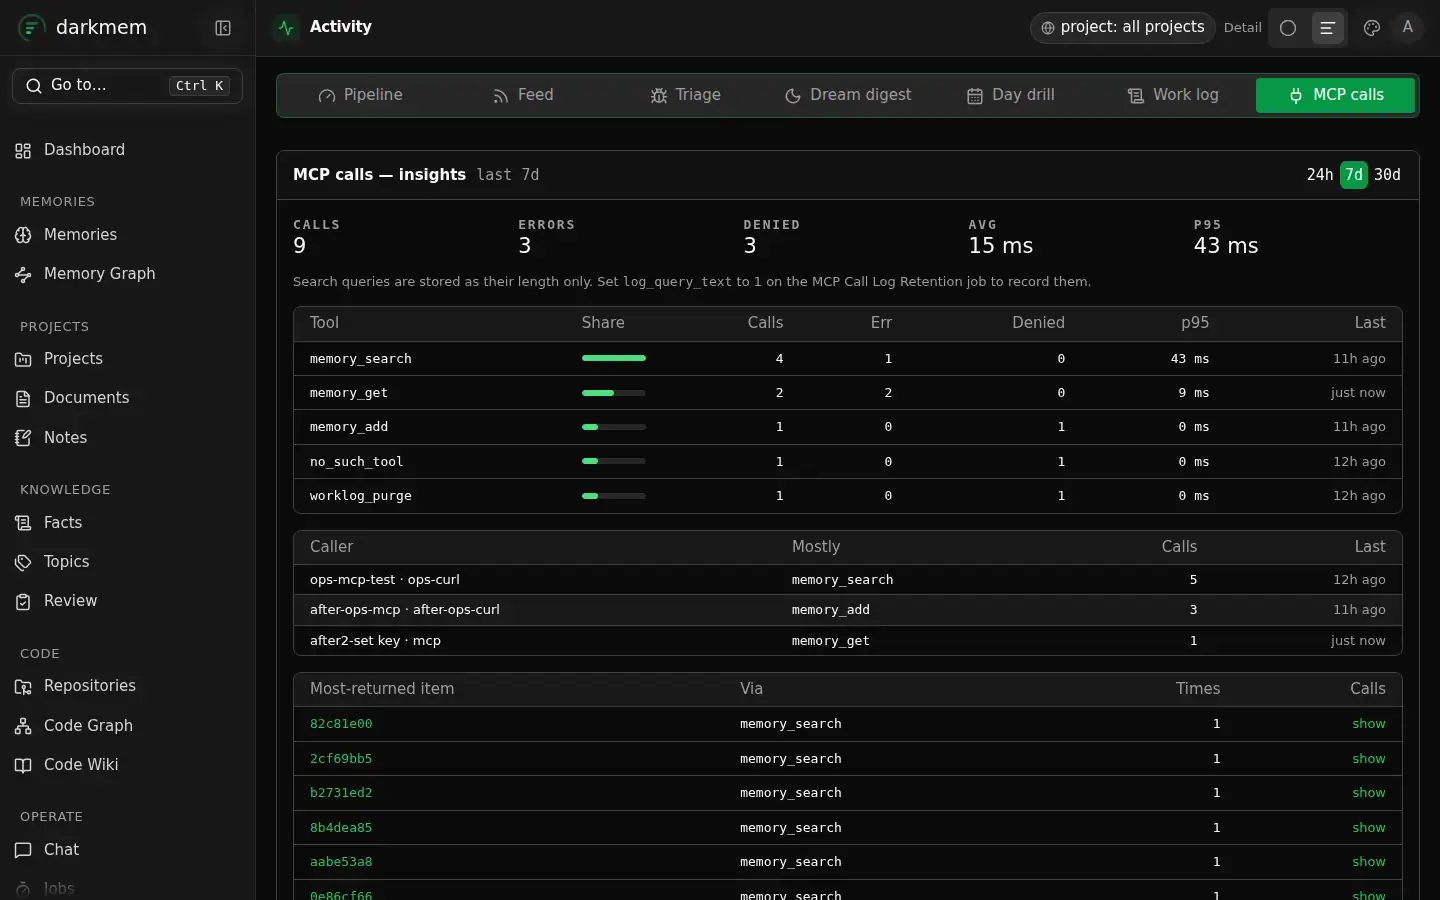 darkmem
Activity
project: all projects
Detail
A
Go to...
Ctrl K
Pipeline
Feed
Triage
Dream digest
Day drill
Work log
MCP calls
Dashboard
MEMORIES
Memories
Memory Graph
PROJECTS
Projects
Documents
Notes
KNOWLEDGE
Facts
Topics
Review
CODE
Repositories
Code Graph
Code Wiki
OPERATE
Chat
Jobs
MCP calls — insights last 7d
24h 7d 30d
CALLS ERRORS DENIED AVG P95
9 3 3 15 ms 43 ms
Search queries are stored as their length only. Set log_query_text to 1 on the MCP Call Log Retention job to record them.
Tool Share Calls Err Denied p95 Last
memory_search 4 1 0 43 ms 11h ago
memory_get 2 2 0 9 ms just now
memory_add 1 0 1 0 ms 11h ago
no_such_tool 1 0 1 0 ms 12h ago
worklog_purge 1 0 1 0 ms 12h ago
Caller Mostly Calls Last
ops-mcp-test · ops-curl memory_search 5 12h ago
after-ops-mcp · after-ops-curl memory_add 3 11h ago
after2-set key · mcp memory_get 1 just now
Most-returned item Via Times Calls
82c81e00 memory_search 1 show
2cf69bb5 memory_search 1 show
b2731ed2 memory_search 1 show
8b4dea85 memory_search 1 show
aabe53a8 memory_search 1 show
0e86cf66 memory_search 1 show